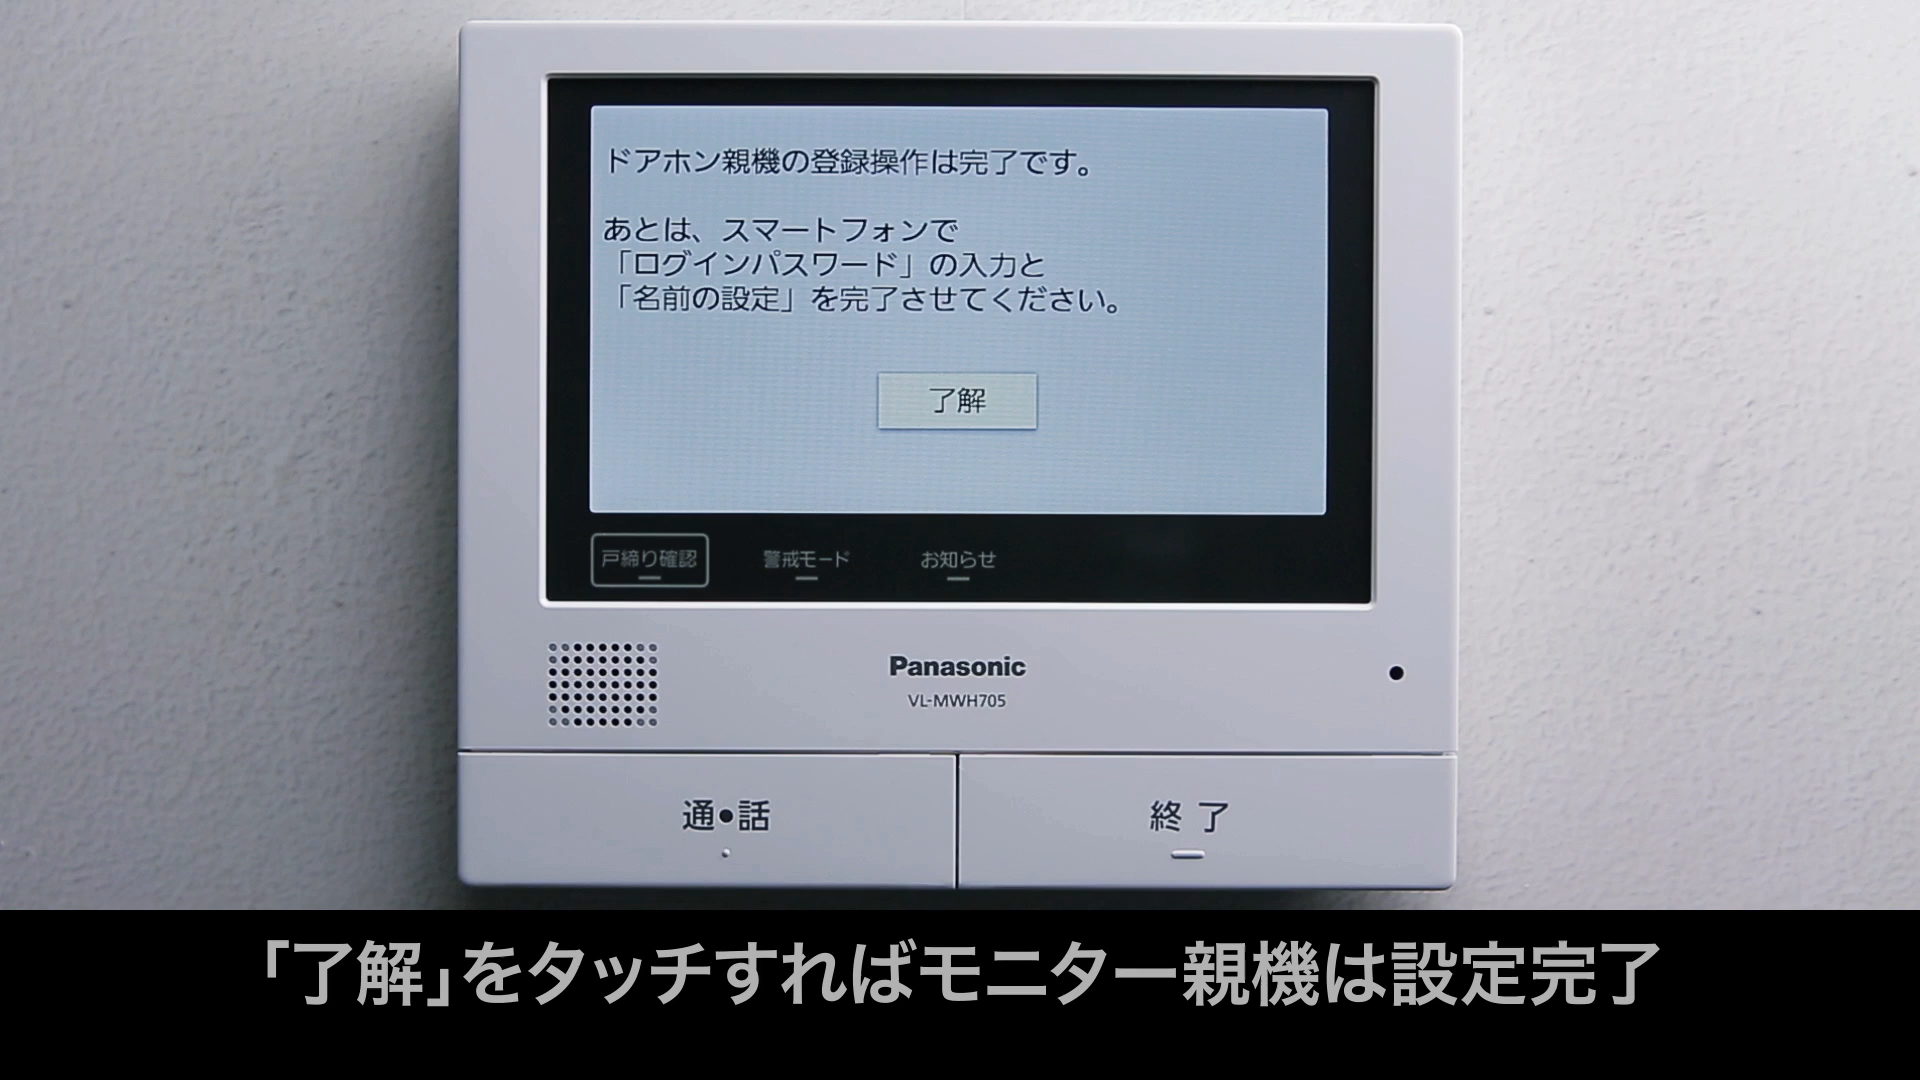 ドアホン親機の登録操作は完了です。
あとは、スマートフォンで
「ログインパスワード」の入力と
「名前の設定」を完了させてください。
了解
戸締り確認
警戒モード
お知らせ
Panasonic
VL-MWH705
通●話
終了
「了解」をタッチすればモニター親機は設定完了